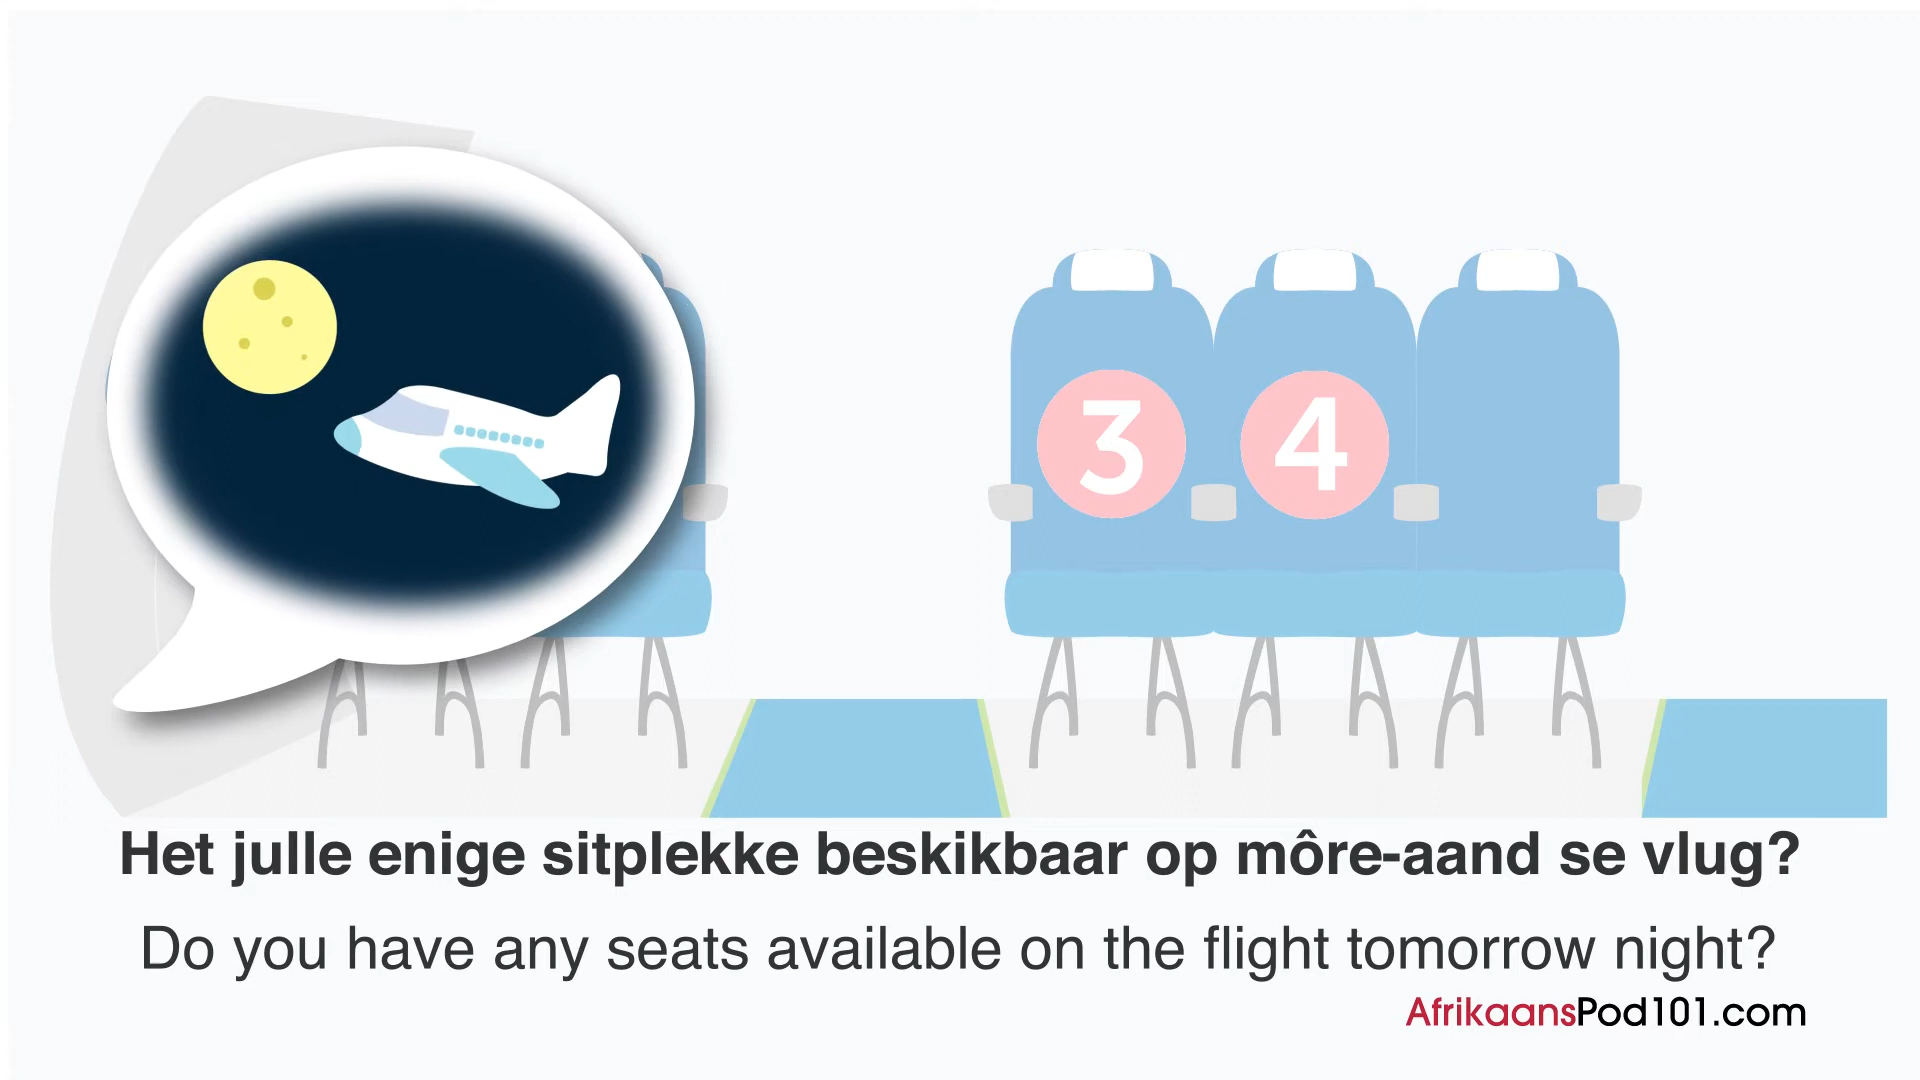 3 4
Het julle enige sitplekke beskikbaar op môre-aand se vlug?
Do you have any seats available on the flight tomorrow night?
AfrikaansPod101.com